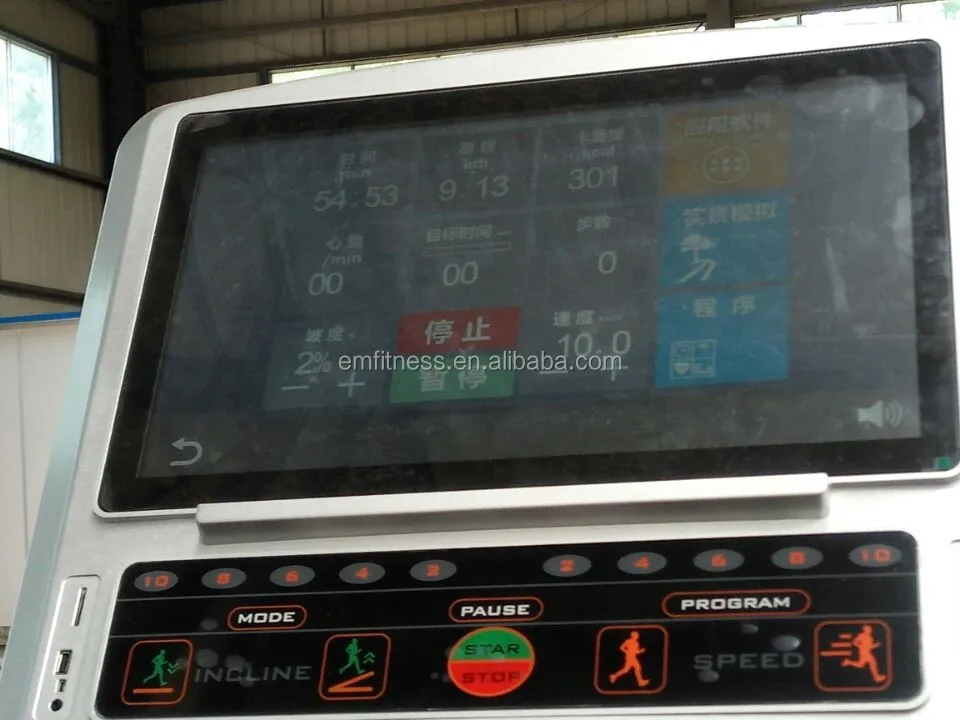 时间
min
54:53
里程
km
9.13
卡路里
kcal
301
应用软件
心跳
/min
00
目标时间
00
步数
0
实景模拟
坡度 %
2%
— +
停止
暂停
速度
10.0
— +
程序
emfitness.en.alibaba.com
10 8 6 4 2 2 4 6 8 10
MODE PAUSE PROGRAM
INCLINE
STAR
STOP
SPEED